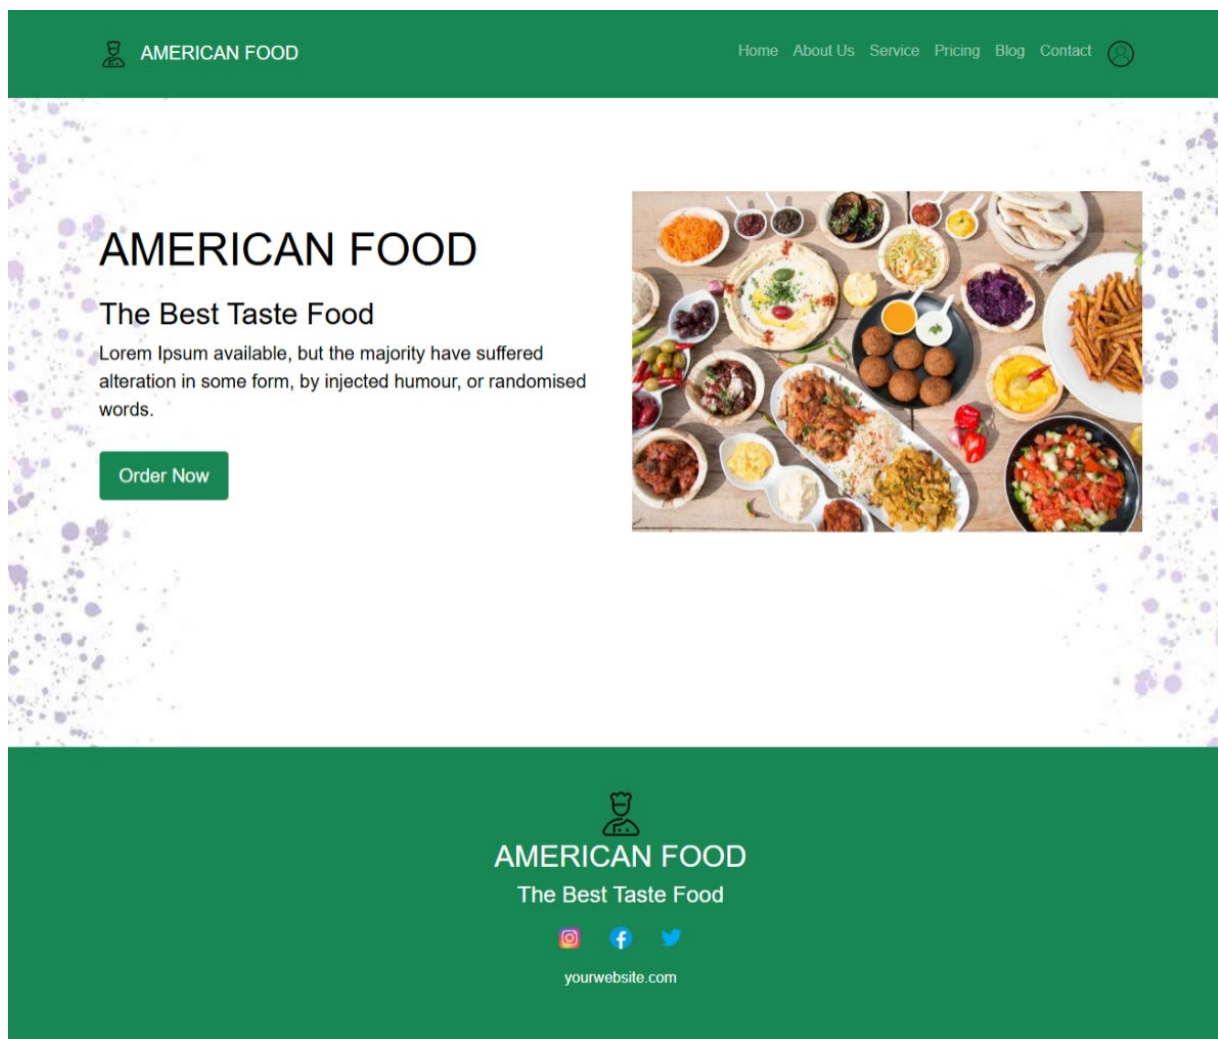 AMERICAN FOOD
Home About Us Service Pricing Blog Contact
AMERICAN FOOD
The Best Taste Food
Lorem Ipsum available, but the majority have suffered
alteration in some form, by injected humour, or randomised
words.
Order Now
AMERICAN FOOD
The Best Taste Food
yourwebsite.com